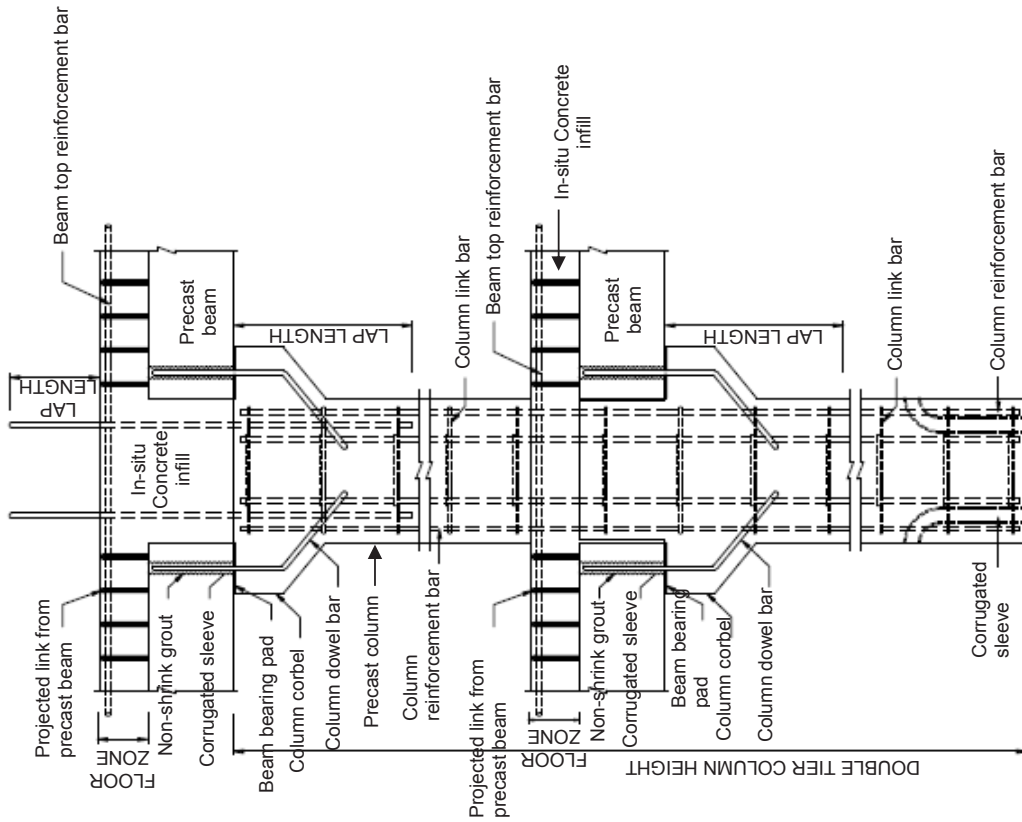 Projected link from
precast beam
FLOOR
ZONE
Non-shrink grout
Corrugated sleeve
Beam bearing pad
Column corbel
Column dowel bar
Precast column
Column
reinforcement bar
In-situ
Concrete
infill
LAP
LENGTH
Beam top reinforcement bar
Precast
beam
LAP LENGTH
Column link bar
Projected link from
precast beam
FLOOR
ZONE
Non-shrink grout
Corrugated sleeve
Beam bearing
pad
Column corbel
Column dowel bar
DOUBLE TIER COLUMN HEIGHT
Corrugated
sleeve
Beam top reinforcement bar
In-situ Concrete
infill
Precast
beam
LAP LENGTH
Column link bar
Column reinforcement bar